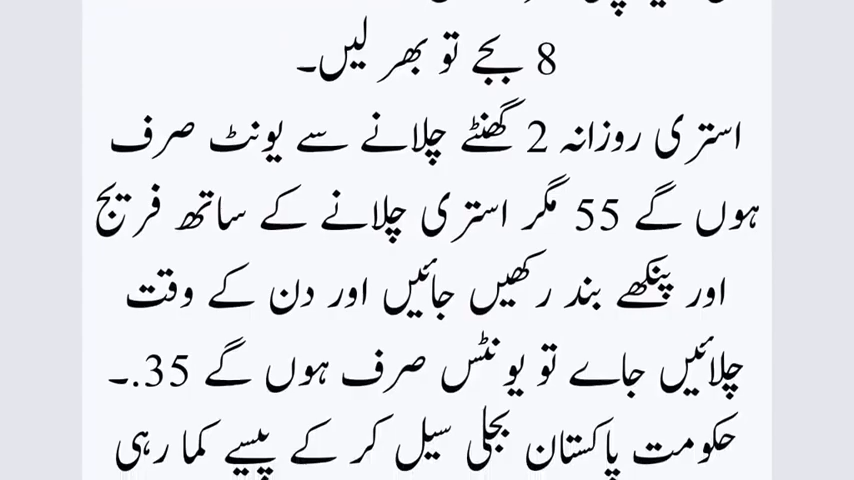 8 بجے تو بھر لیں۔
استری روزانہ 2 گھنٹے چلانے سے یونٹ صرف
ہوں گے 55 مگر استری چلانے کے ساتھ فریج
اور پنکھے بند رکھیں جائیں اور دن کے وقت
چلائیں جاے تو یونٹس صرف ہوں گے 35.۔
حکومت پاکستان بجلی سیل کر کے پیسے کما رہی